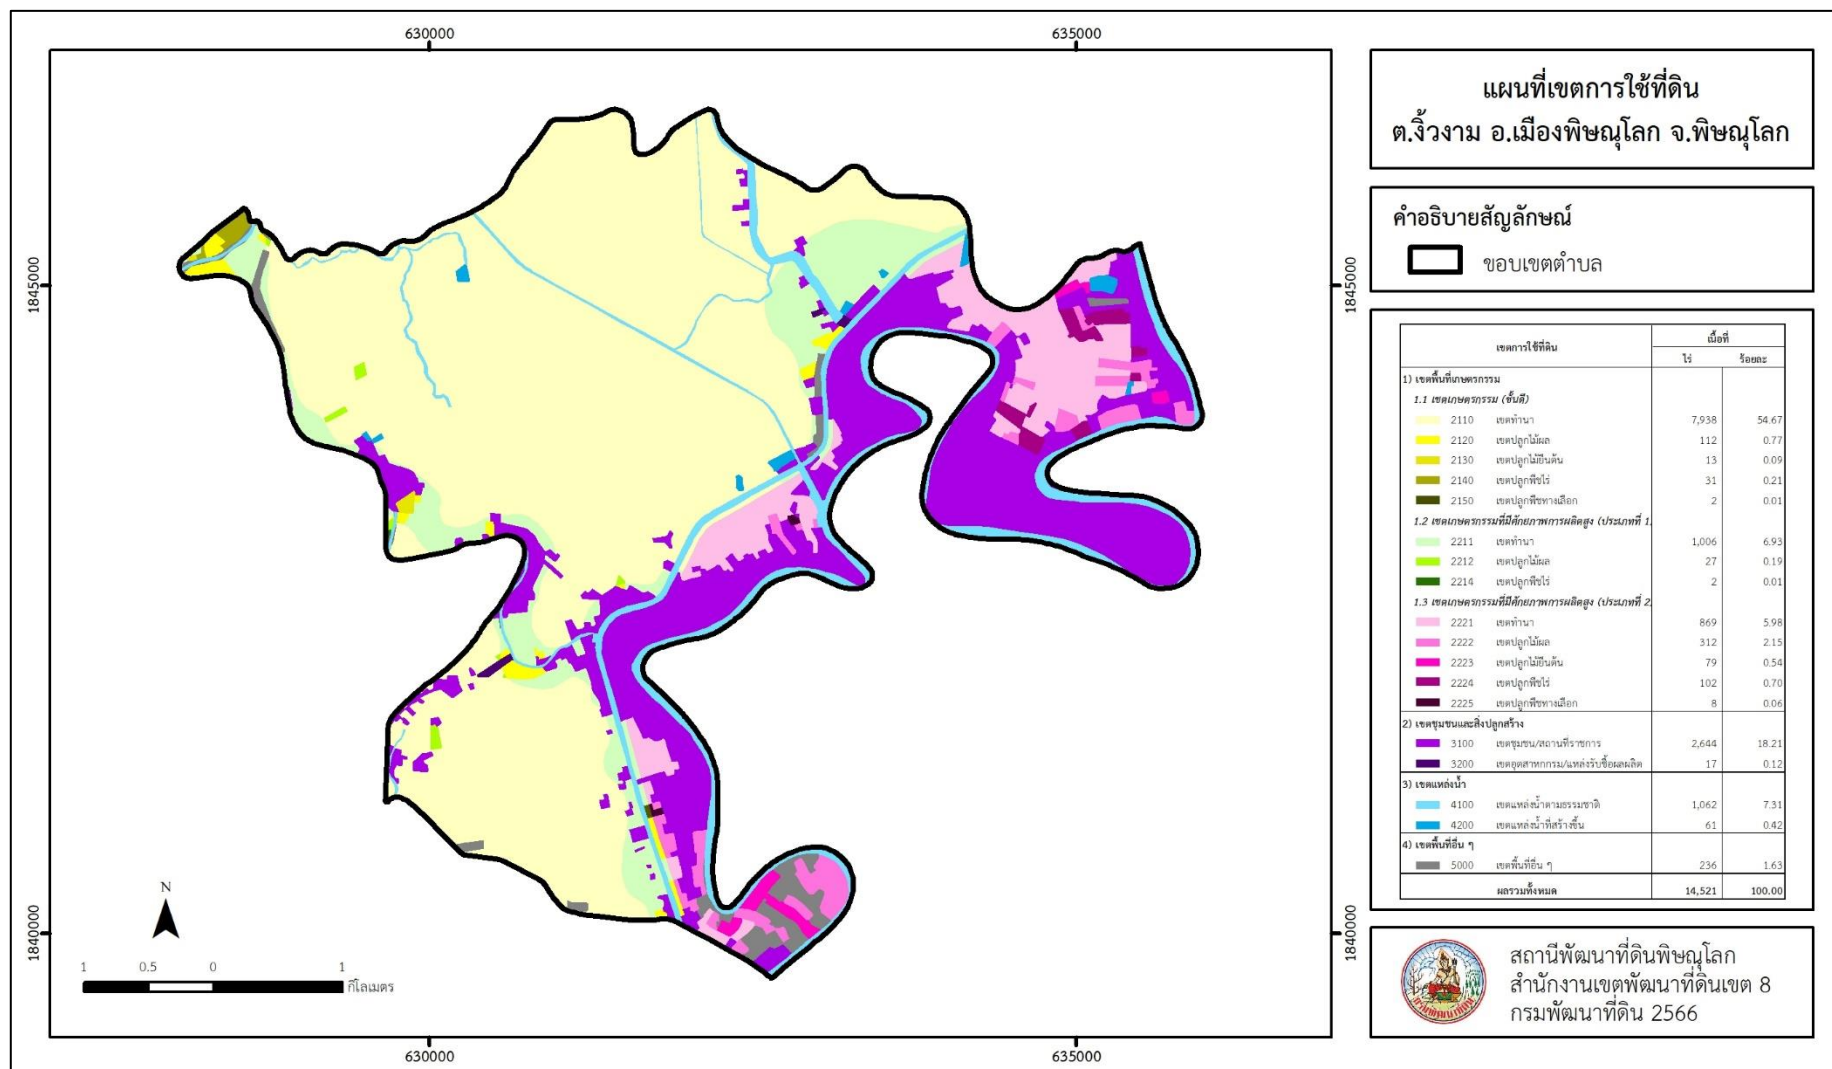 630000
635000
1845000
1845000
1840000
1840000
630000
635000
N
1 0.5 0 1
กิโลเมตร
แผนที่เขตการใช้ที่ดิน
ต.งิ้วงาม อ.เมืองพิษณุโลก จ.พิษณุโลก
คำอธิบายสัญลักษณ์
ขอบเขตตำบล
เขตการใช้ที่ดิน เนื้อที่
ไร่ ร้อยละ
1) เขตพื้นที่เกษตรกรรม
1.1 เขตเกษตรกรรม (ชั้นดี)
2110 เขตทำนา 7,938 54.67
2120 เขตปลูกไม้ผล 112 0.77
2130 เขตปลูกไม้ยืนต้น 13 0.09
2140 เขตปลูกพืชไร่ 31 0.21
2150 เขตปลูกพืชทางเลือก 2 0.01
1.2 เขตเกษตรกรรมที่มีศักยภาพการผลิตสูง (ประเภทที่ 1
2211 เขตทำนา 1,006 6.93
2212 เขตปลูกไม้ผล 27 0.19
2214 เขตปลูกพืชไร่ 2 0.01
1.3 เขตเกษตรกรรมที่มีศักยภาพการผลิตสูง (ประเภทที่ 2
2221 เขตทำนา 869 5.98
2222 เขตปลูกไม้ผล 312 2.15
2223 เขตปลูกไม้ยืนต้น 79 0.54
2224 เขตปลูกพืชไร่ 102 0.70
2225 เขตปลูกพืชทางเลือก 8 0.06
2) เขตชุมชนและสิ่งปลูกสร้าง
3100 เขตชุมชน/สถานที่ราชการ 2,644 18.21
3200 เขตอุตสาหกกรม/แหล่งรับซื้อผลผลิต 17 0.12
3) เขตแหล่งน้ำ
4100 เขตแหล่งน้ำตามธรรมชาติ 1,062 7.31
4200 เขตแหล่งน้ำที่สร้างขึ้น 61 0.42
4) เขตพื้นที่อื่น ๆ
5000 เขตพื้นที่อื่น ๆ 236 1.63
ผลรวมทั้งหมด 14,521 100.00
สถานีพัฒนาที่ดินพิษณุโลก
สำนักงานเขตพัฒนาที่ดินเขต 8
กรมพัฒนาที่ดิน 2566
กรมพัฒนาที่ดิน